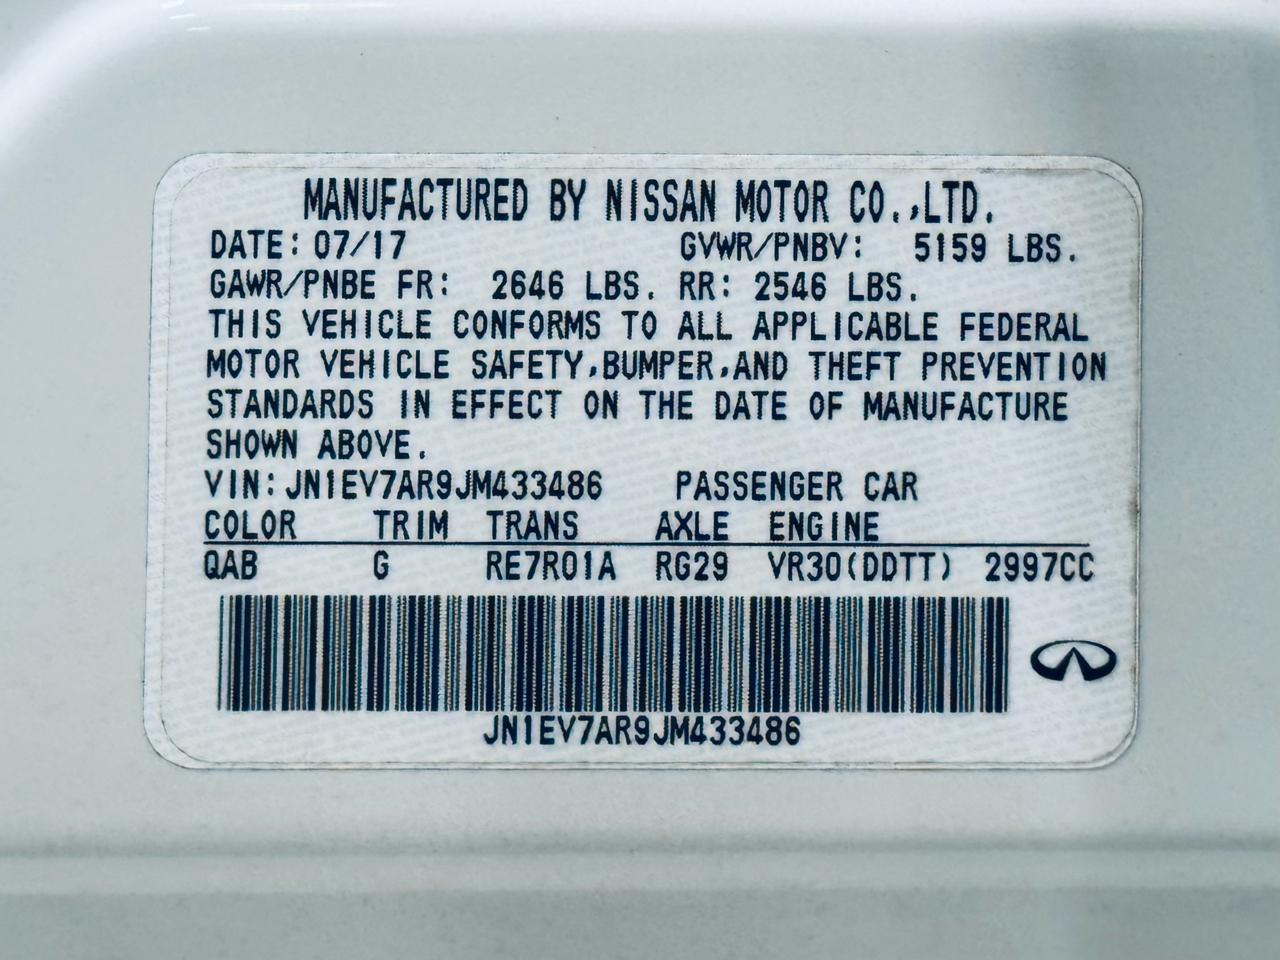 MANUFACTURED BY NISSAN MOTOR CO.,LTD.
DATE: 07/17 GVWR/PNBV: 5159 LBS.
GAWR/PNBE FR: 2646 LBS. RR: 2546 LBS.
THIS VEHICLE CONFORMS TO ALL APPLICABLE FEDERAL
MOTOR VEHICLE SAFETY,BUMPER,AND THEFT PREVENTION
STANDARDS IN EFFECT ON THE DATE OF MANUFACTURE
SHOWN ABOVE.
VIN: JN1EV7AR9JM433486 PASSENGER CAR
COLOR TRIM TRANS AXLE ENGINE
QAB G RE7R01A RG29 VR30(DDTT) 2997CC
JN1EV7AR9JM433486